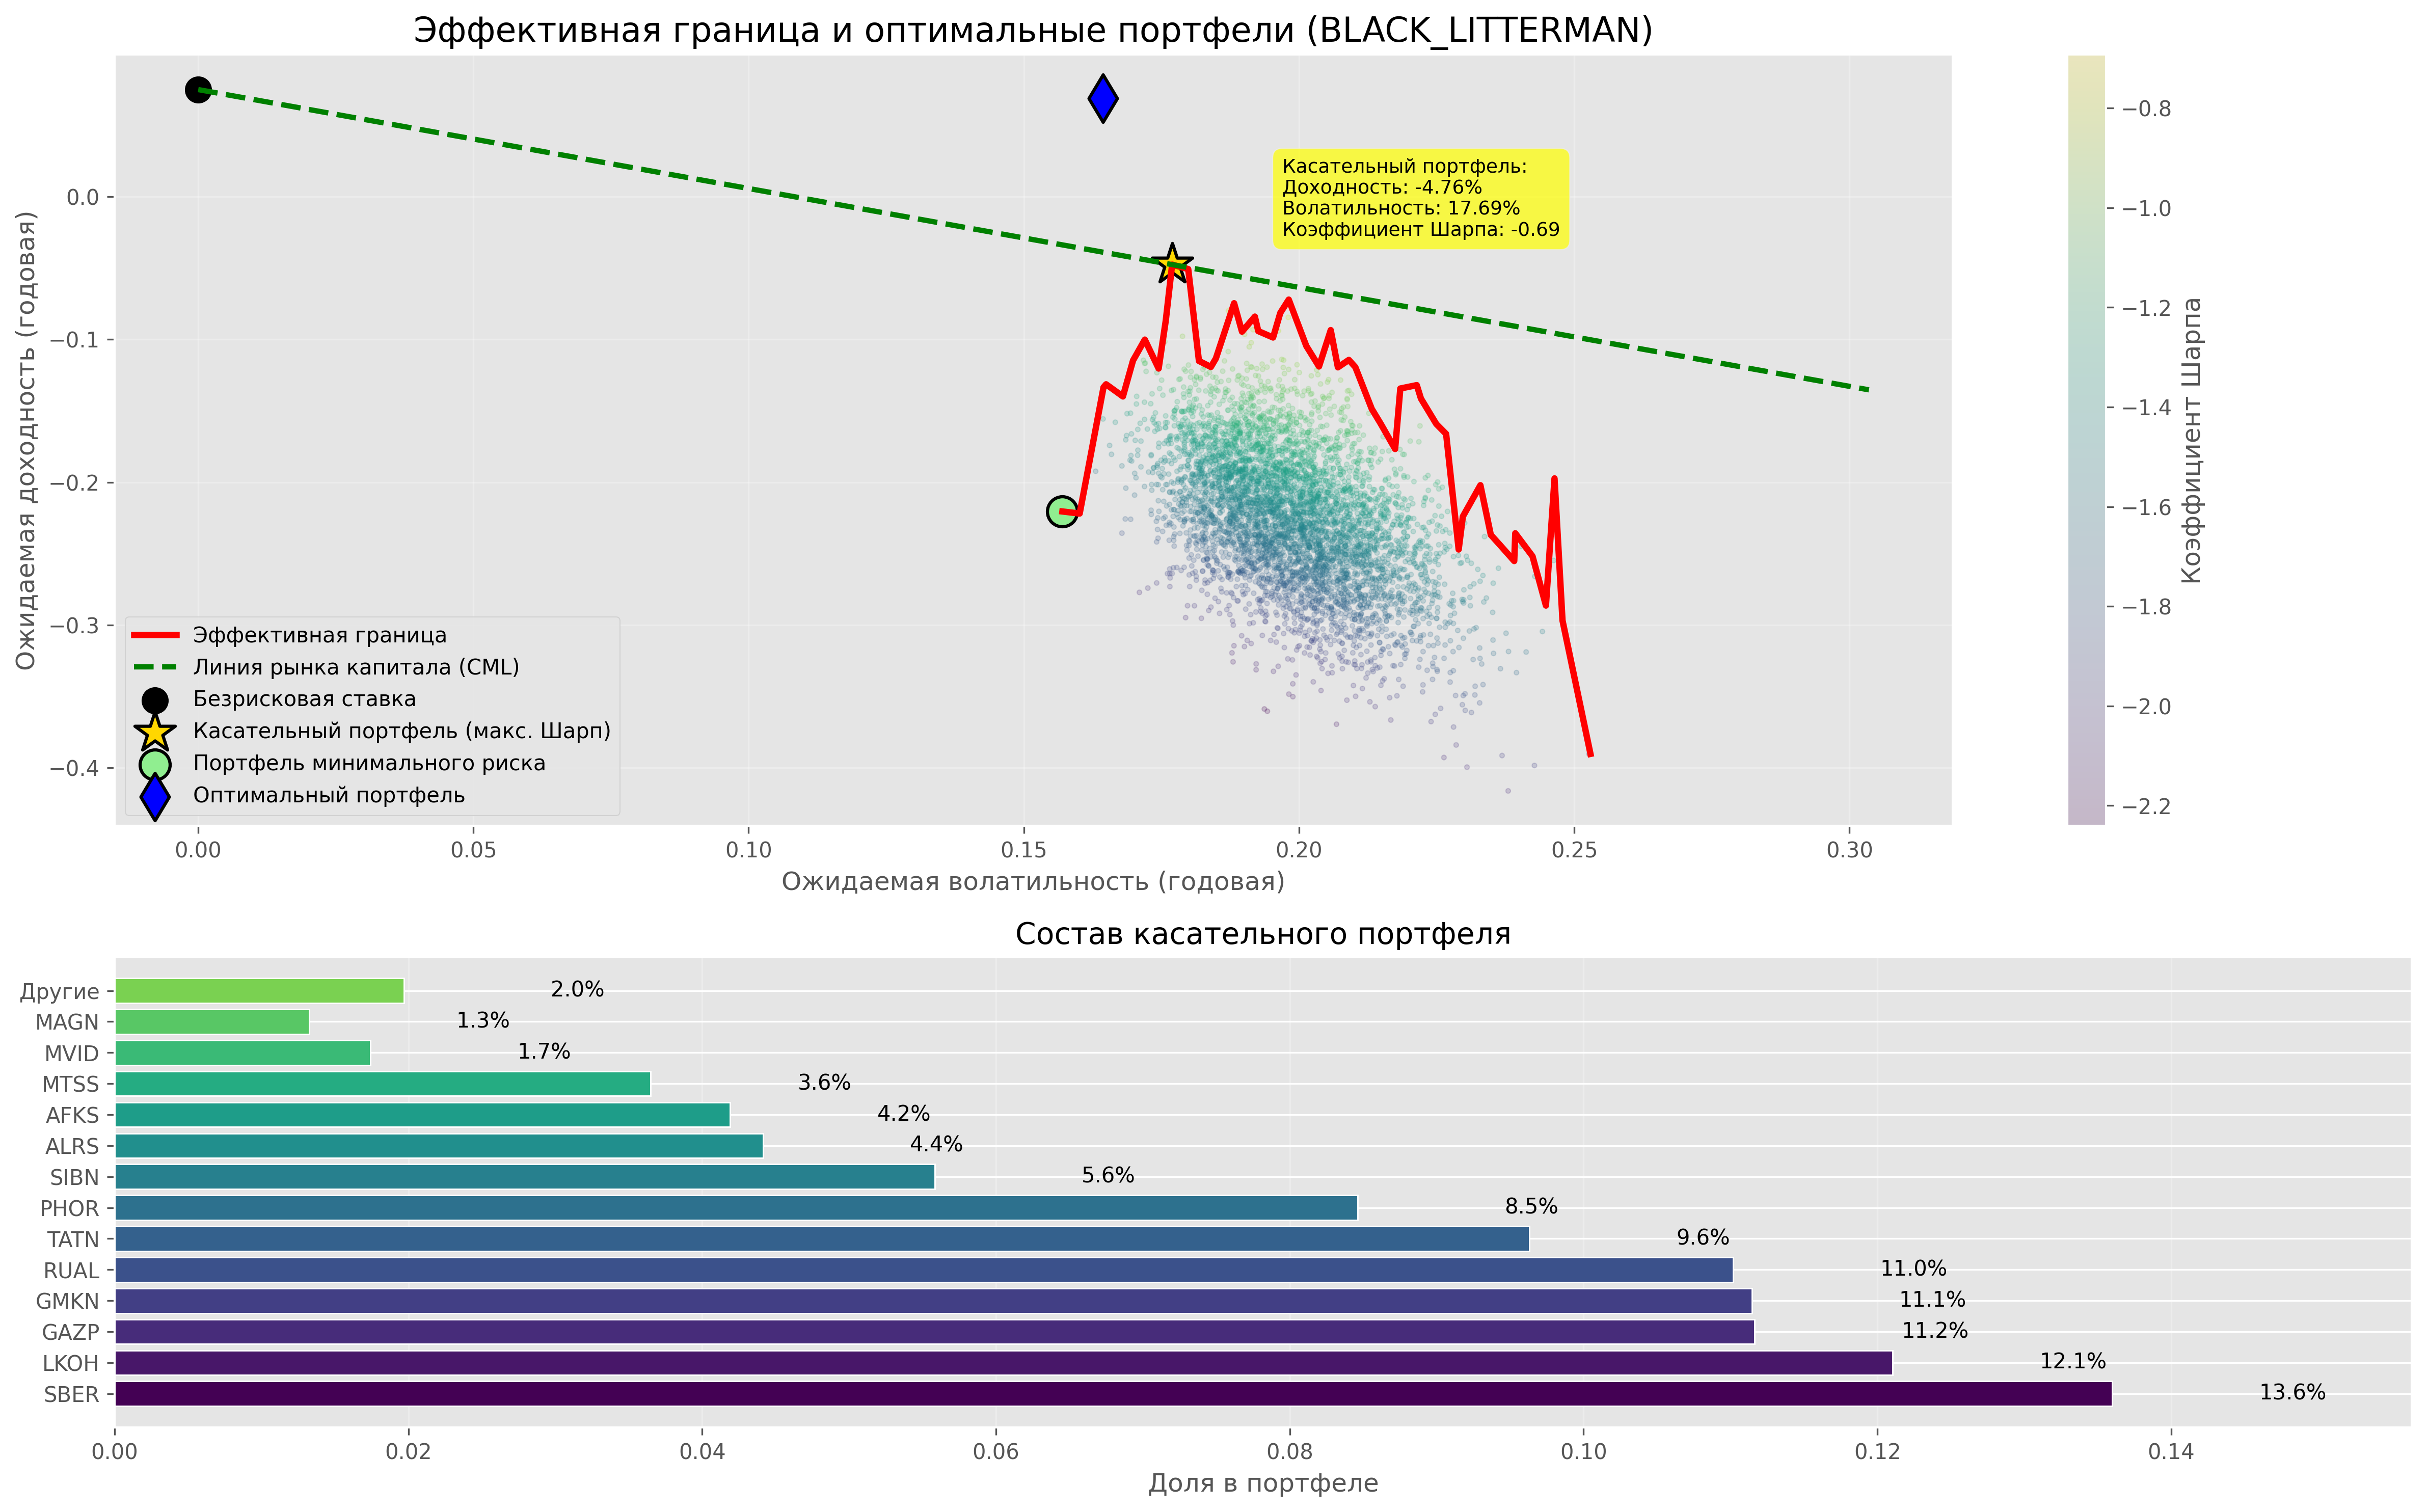 Эффективная граница и оптимальные портфели (BLACK_LITTERMAN)
Ожидаемая доходность (годовая)
0.0
−0.1
−0.2
−0.3
−0.4
Касательный портфель:
Доходность: -4.76%
Волатильность: 17.69%
Коэффициент Шарпа: -0.69
Эффективная граница
Линия рынка капитала (CML)
Безрисковая ставка
Касательный портфель (макс. Шарп)
Портфель минимального риска
Оптимальный портфель
0.00 0.05 0.10 0.15 0.20 0.25 0.30
Ожидаемая волатильность (годовая)
−0.8
−1.0
−1.2
−1.4
−1.6
−1.8
−2.0
−2.2
Коэффициент Шарпа
Состав касательного портфеля
Другие 2.0%
MAGN 1.3%
MVID 1.7%
MTSS 3.6%
AFKS 4.2%
ALRS 4.4%
SIBN 5.6%
PHOR 8.5%
TATN 9.6%
RUAL 11.0%
GMKN 11.1%
GAZP 11.2%
LKOH 12.1%
SBER 13.6%
0.00 0.02 0.04 0.06 0.08 0.10 0.12 0.14
Доля в портфеле